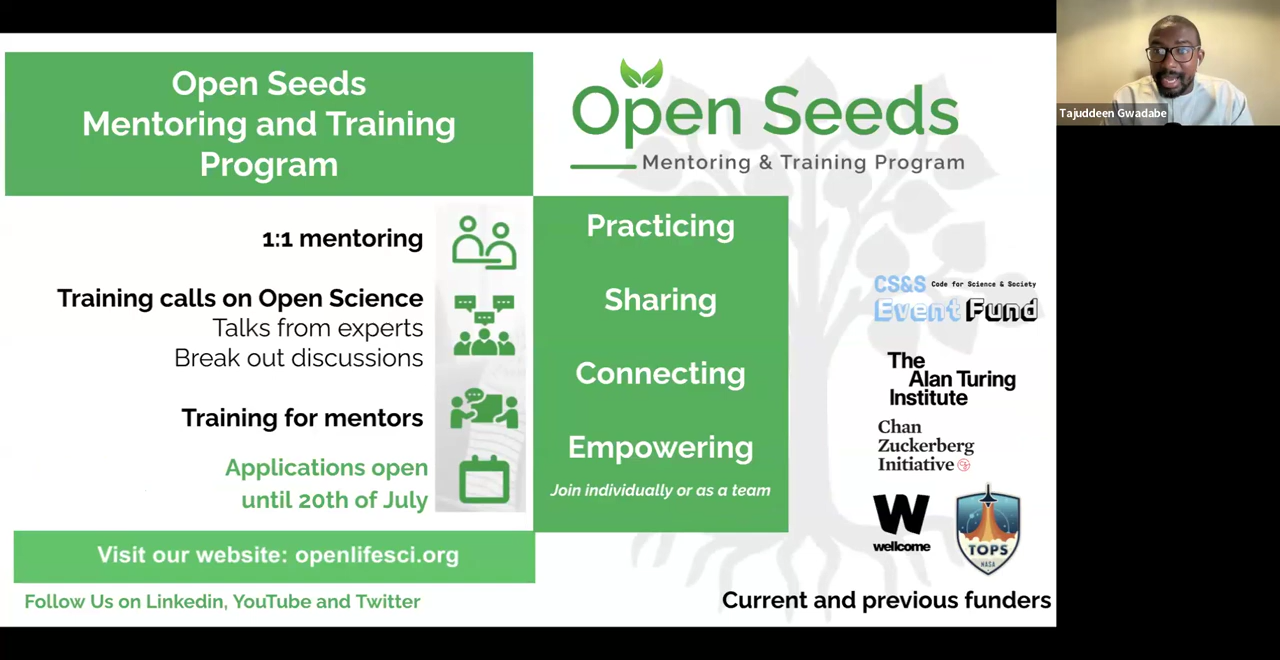 Open Seeds
Mentoring and Training
Program
1:1 mentoring
Training calls on Open Science
Talks from experts
Break out discussions
Training for mentors
Applications open
until 20th of July
Visit our website: openlifesci.org
Follow Us on Linkedin, YouTube and Twitter
Open Seeds
Mentoring & Training Program
Practicing
Sharing
Connecting
Empowering
Join individually or as a team
CS&S Code for Science & Society
Event Fund
The
Alan Turing
Institute
Chan
Zuckerberg
Initiative
W
wellcome
TOPS
NASA
Current and previous funders
Tajuddeen Gwadabe